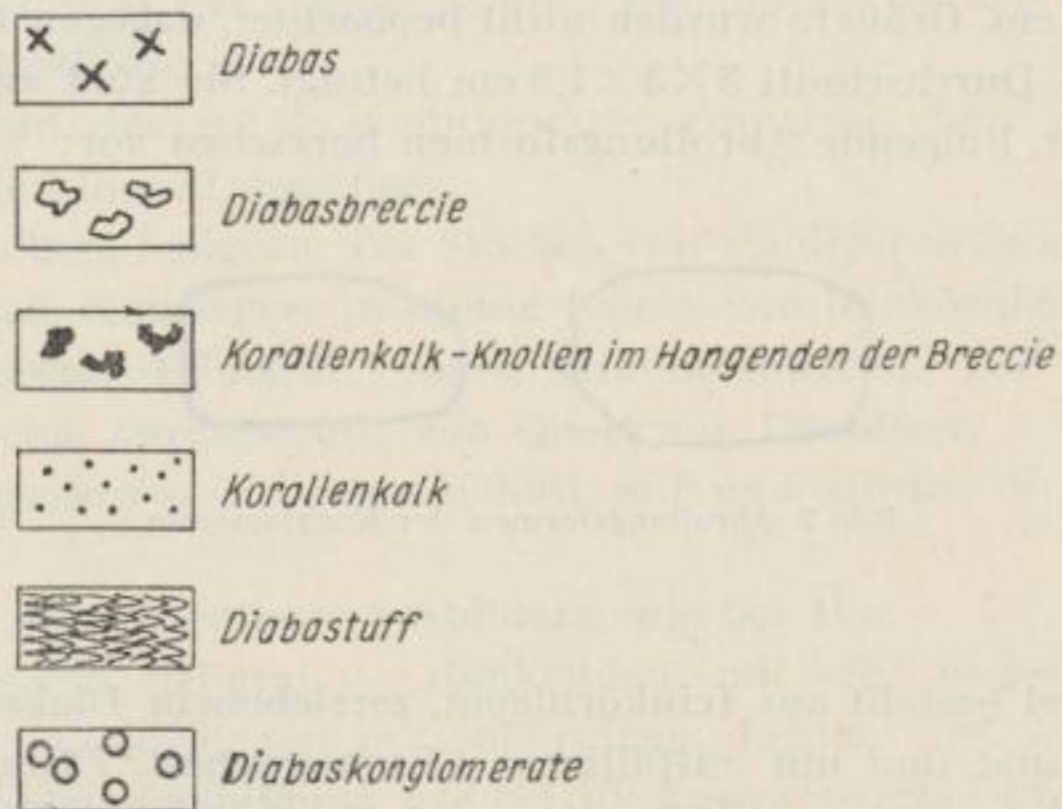 Diabas
Diabasbreccie
Korallenkalk-Knollen im Hangenden der Breccie
Korallenkalk
Diabastuff
Diabaskonglomerate